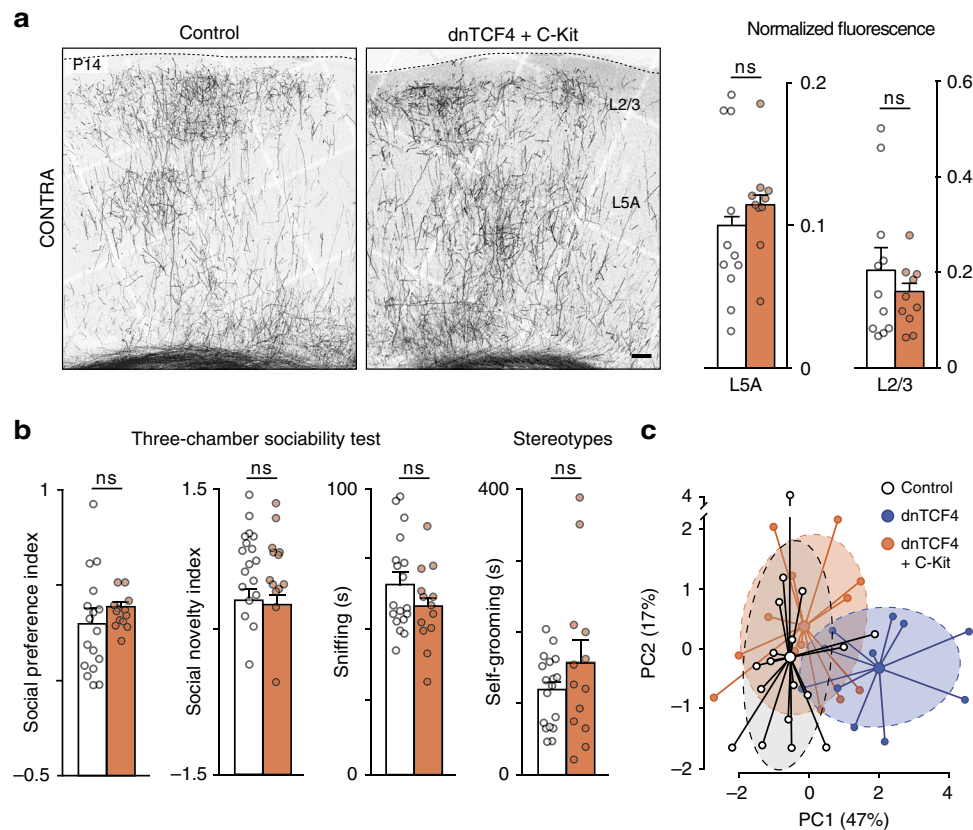 a
Control
dnTCF4 + C-Kit
Normalized fluorescence
P14
CONTRA
L2/3
L5A
ns
0.2
0.1
0
L5A
ns
0.6
0.4
0.2
0
L2/3
b
Three-chamber sociability test
Stereotypes
Social preference index
1
−0.5
ns
Social novelty index
1.5
−1.5
ns
Sniffing (s)
100
0
ns
Self-grooming (s)
400
0
ns
c
Control
dnTCF4
dnTCF4
+ C-Kit
PC2 (17%)
4
2
1
0
−1
−2
−2
0
2
4
PC1 (47%)